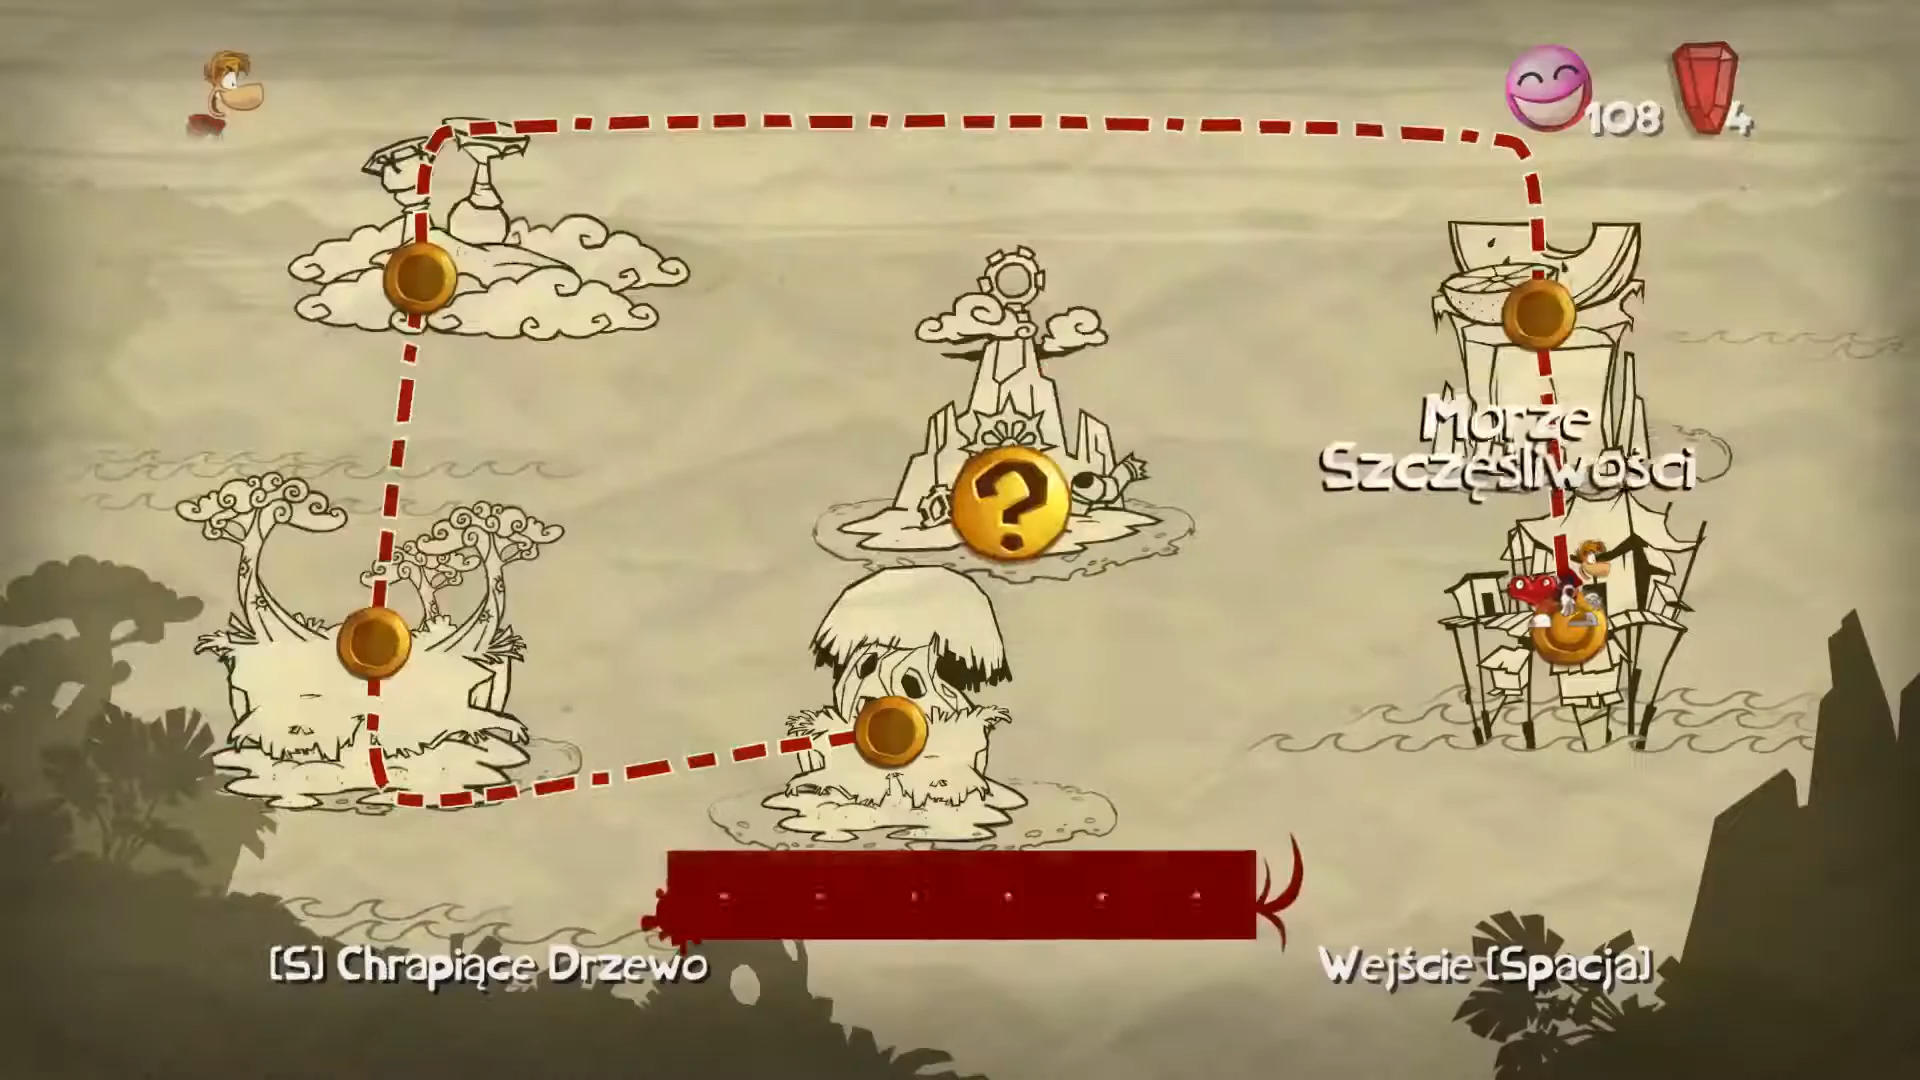 108
4
?
Morze
Szczęśliwości
[S] Chrapiące Drzewo
Wejście [Spacja]